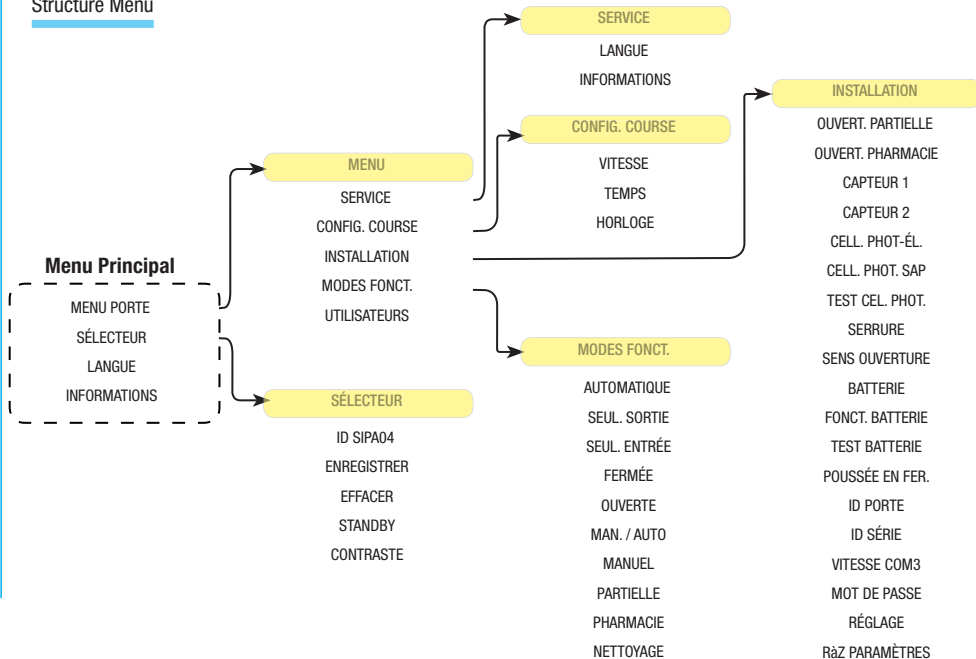 Structure Menu
Menu Principal
MENU PORTE
SÉLECTEUR
LANGUE
INFORMATIONS
MENU
SERVICE
CONFIG. COURSE
INSTALLATION
MODES FONCT.
UTILISATEURS
SÉLECTEUR
ID SIPA04
ENREGISTRER
EFFACER
STANDBY
CONTRASTE
SERVICE
LANGUE
INFORMATIONS
CONFIG. COURSE
VITESSE
TEMPS
HORLOGE
MODES FONCT.
AUTOMATIQUE
SEUL. SORTIE
SEUL. ENTRÉE
FERMÉE
OUVERTE
MAN. / AUTO
MANUEL
PARTIELLE
PHARMACIE
NETTOYAGE
INSTALLATION
OUVERT. PARTIELLE
OUVERT. PHARMACIE
CAPTEUR 1
CAPTEUR 2
CELL. PHOT-ÉL.
CELL. PHOT. SAP
TEST CEL. PHOT.
SERRURE
SENS OUVERTURE
BATTERIE
FONCT. BATTERIE
TEST BATTERIE
POUSSÉE EN FER.
ID PORTE
ID SÉRIE
VITESSE COM3
MOT DE PASSE
RÉGLAGE
RàZ PARAMÈTRES